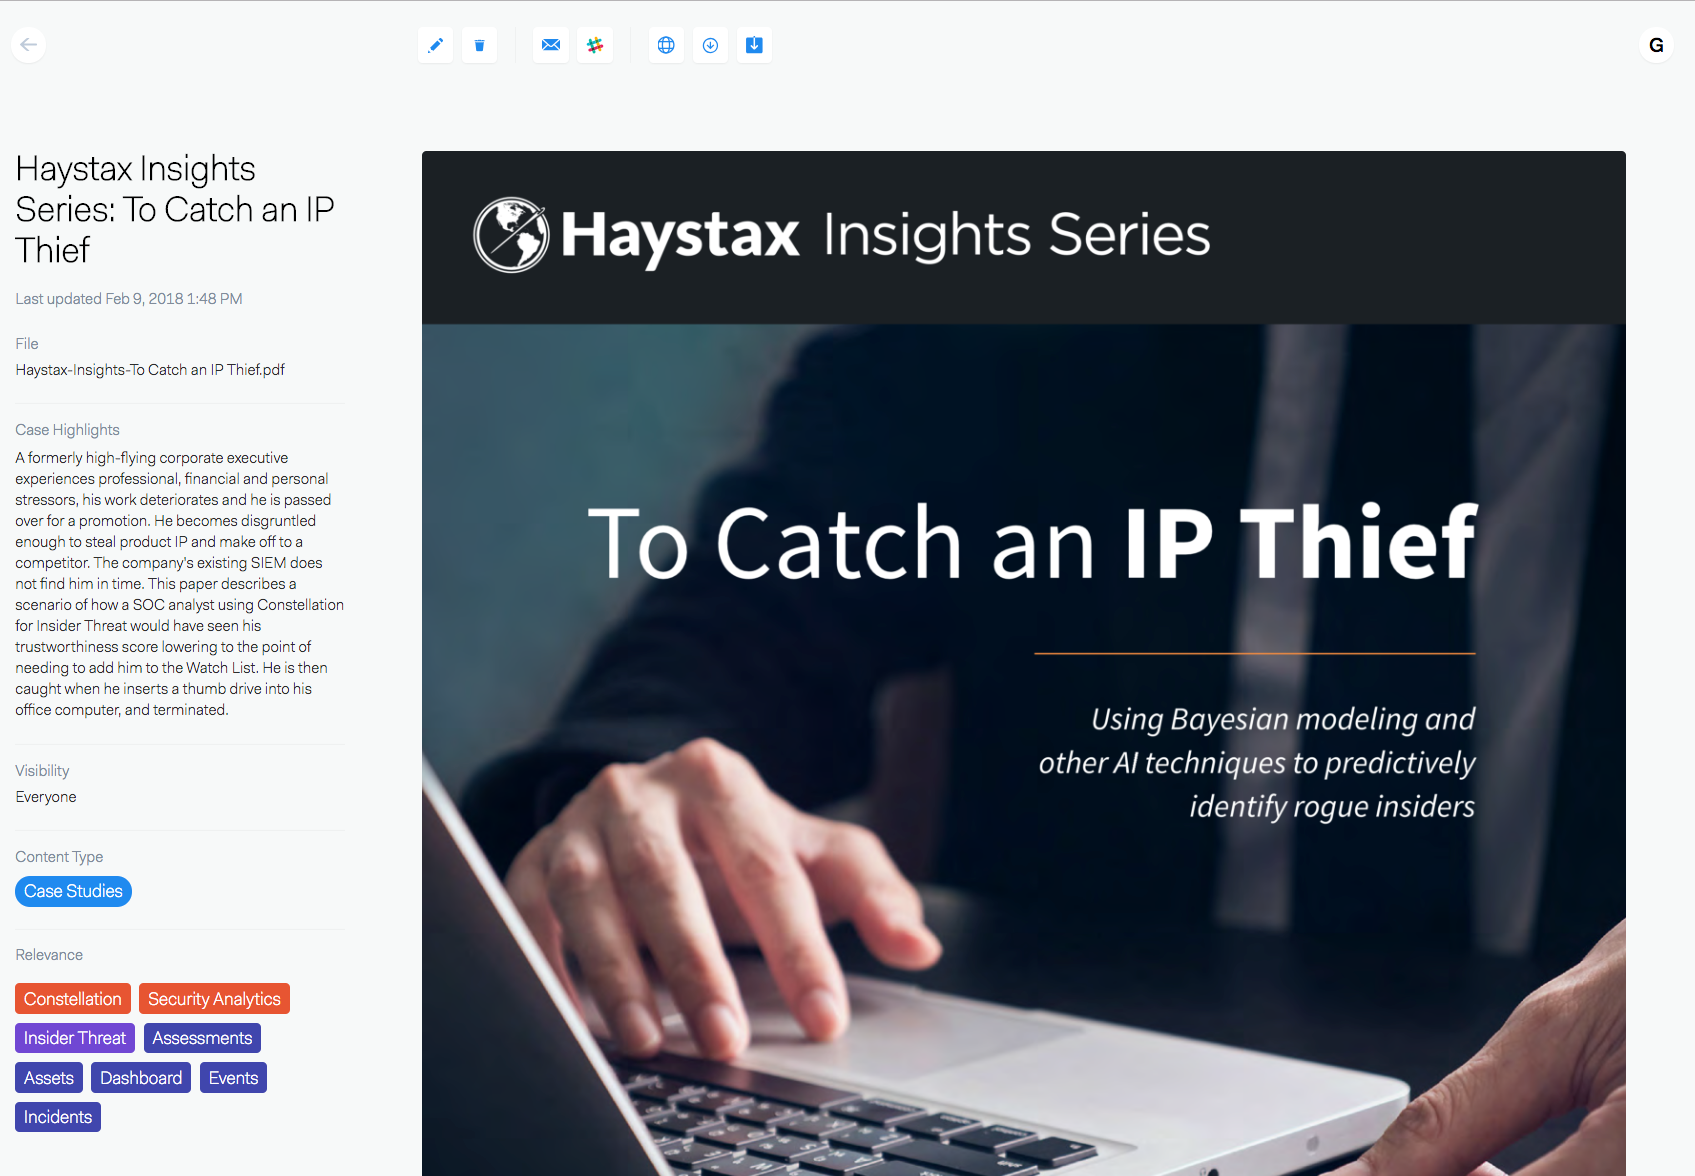 G
Haystax Insights
Series: To Catch an IP
Thief
Last updated Feb 9, 2018 1:48 PM
File
Haystax-Insights-To Catch an IP Thief.pdf
Case Highlights
A formerly high-flying corporate executive
experiences professional, financial and personal
stressors, his work deteriorates and he is passed
over for a promotion. He becomes disgruntled
enough to steal product IP and make off to a
competitor. The company's existing SIEM does
not find him in time. This paper describes a
scenario of how a SOC analyst using Constellation
for Insider Threat would have seen his
trustworthiness score lowering to the point of
needing to add him to the Watch List. He is then
caught when he inserts a thumb drive into his
office computer, and terminated.
Visibility
Everyone
Content Type
Case Studies
Relevance
Constellation Security Analytics
Insider Threat Assessments
Assets Dashboard Events
Incidents
Haystax Insights Series
To Catch an IP Thief
Using Bayesian modeling and
other AI techniques to predictively
identify rogue insiders